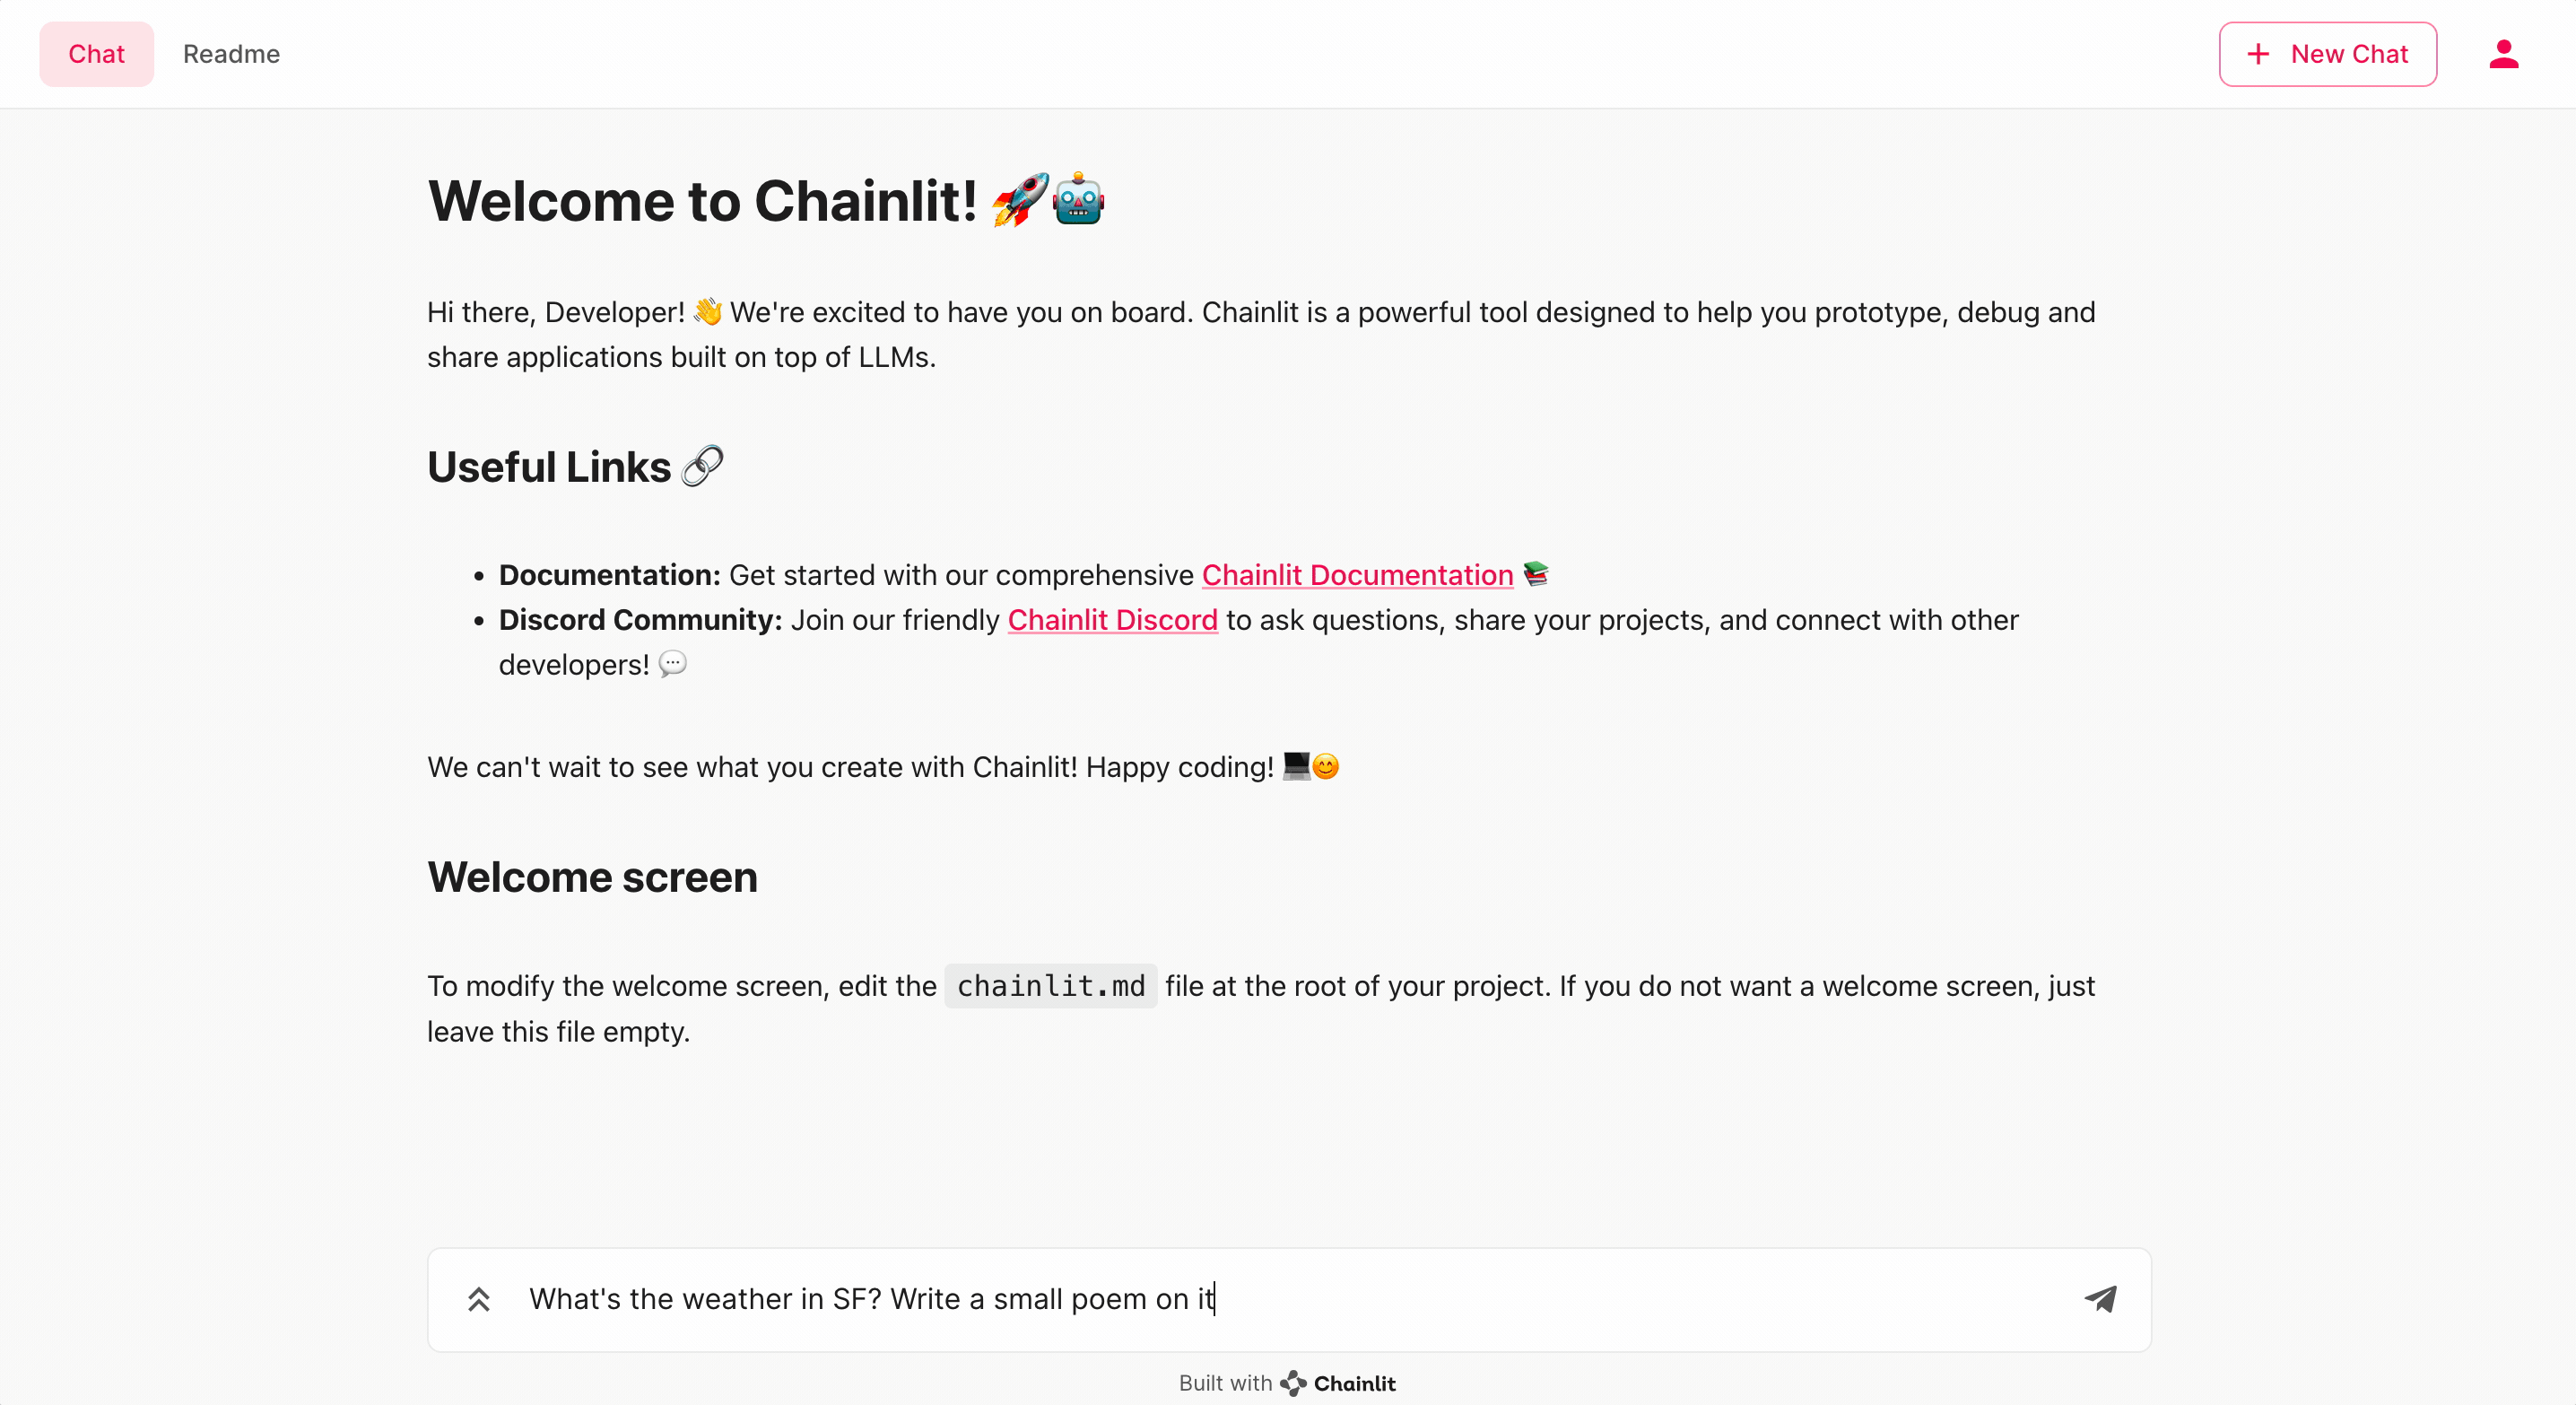 Chat
Readme
+ New Chat
Welcome to Chainlit! 🚀🤖
Hi there, Developer! 👋 We're excited to have you on board. Chainlit is a powerful tool designed to help you prototype, debug and
share applications built on top of LLMs.
Useful Links 🔗
• Documentation: Get started with our comprehensive Chainlit Documentation 📚
• Discord Community: Join our friendly Chainlit Discord to ask questions, share your projects, and connect with other
developers! 💬
We can't wait to see what you create with Chainlit! Happy coding! 💻😊
Welcome screen
To modify the welcome screen, edit the chainlit.md file at the root of your project. If you do not want a welcome screen, just
leave this file empty.
What's the weather in SF? Write a small poem on it
Built with Chainlit